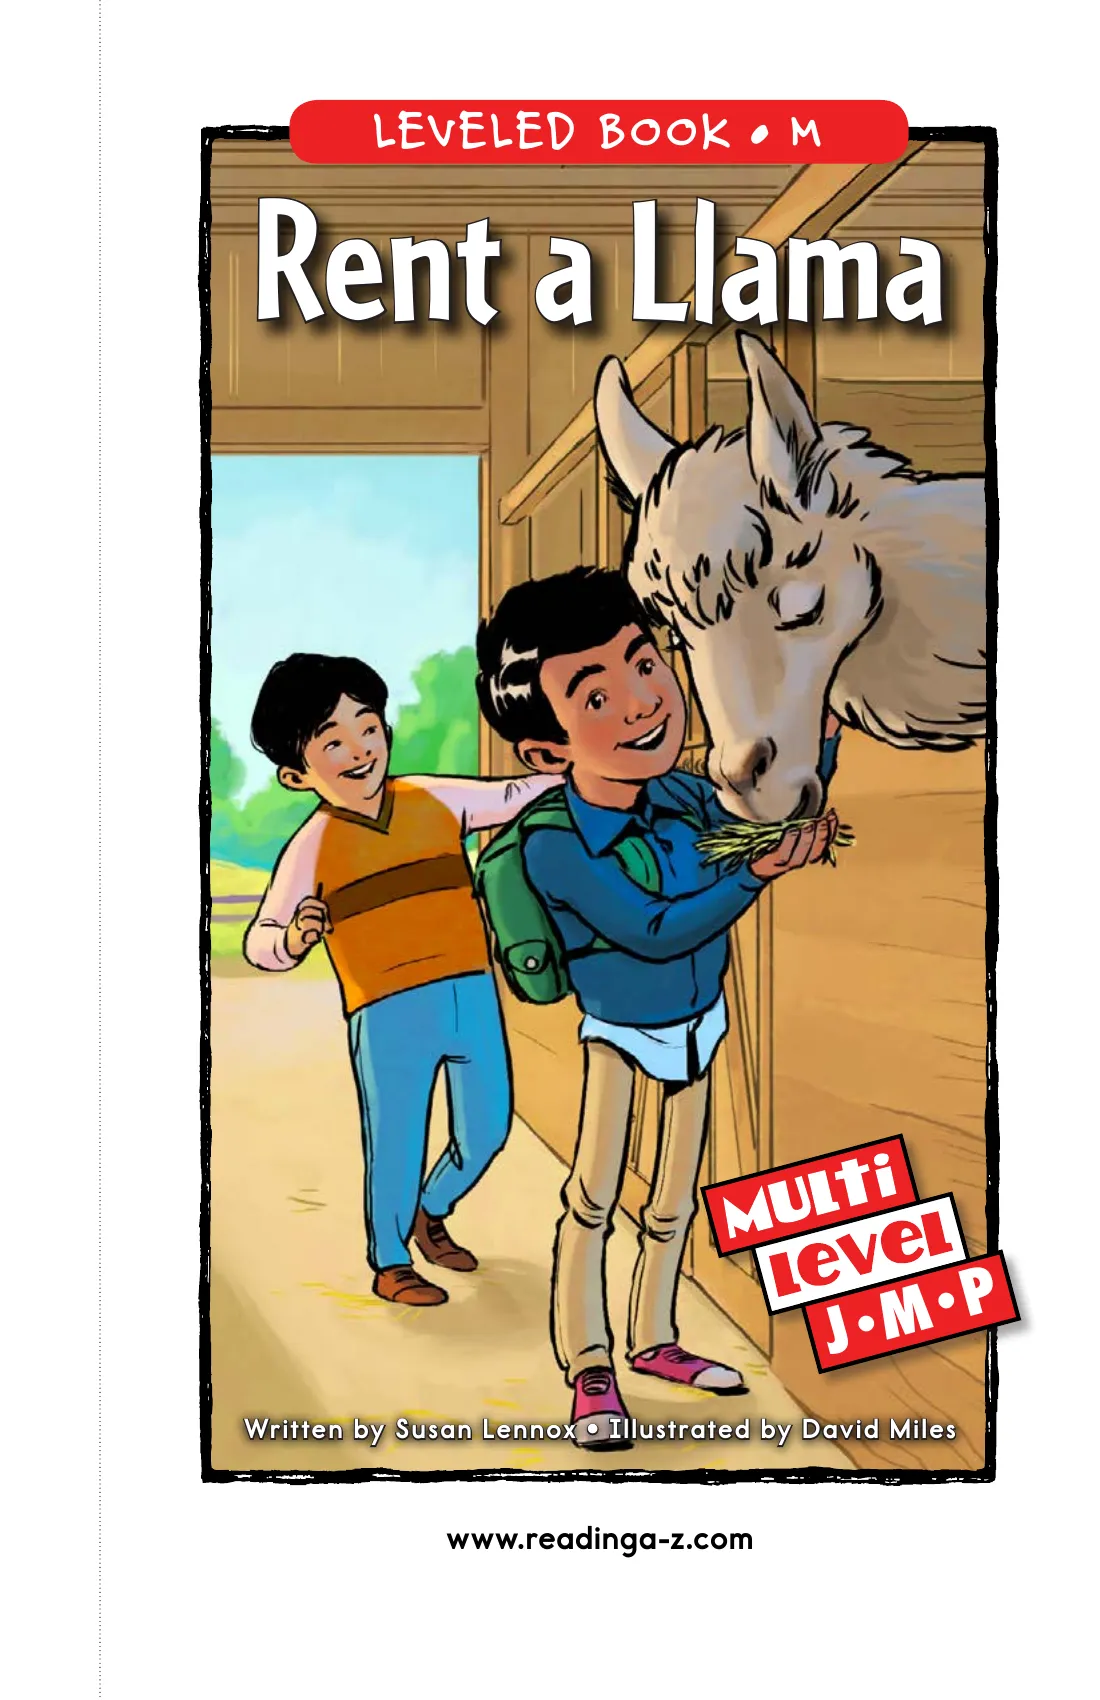 LEVELED BOOK • M
Rent a Llama
MULti
level
J•M•P
Written by Susan Lennox • Illustrated by David Miles
www.readinga-z.com